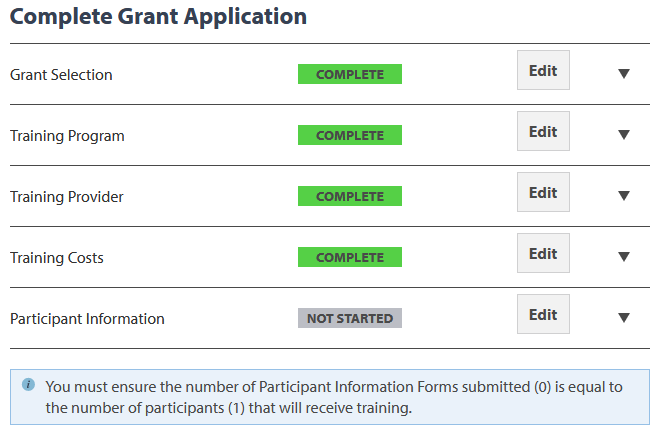 Complete Grant Application
Grant Selection COMPLETE Edit
Training Program COMPLETE Edit
Training Provider COMPLETE Edit
Training Costs COMPLETE Edit
Participant Information NOT STARTED Edit
i You must ensure the number of Participant Information Forms submitted (0) is equal to
the number of participants (1) that will receive training.